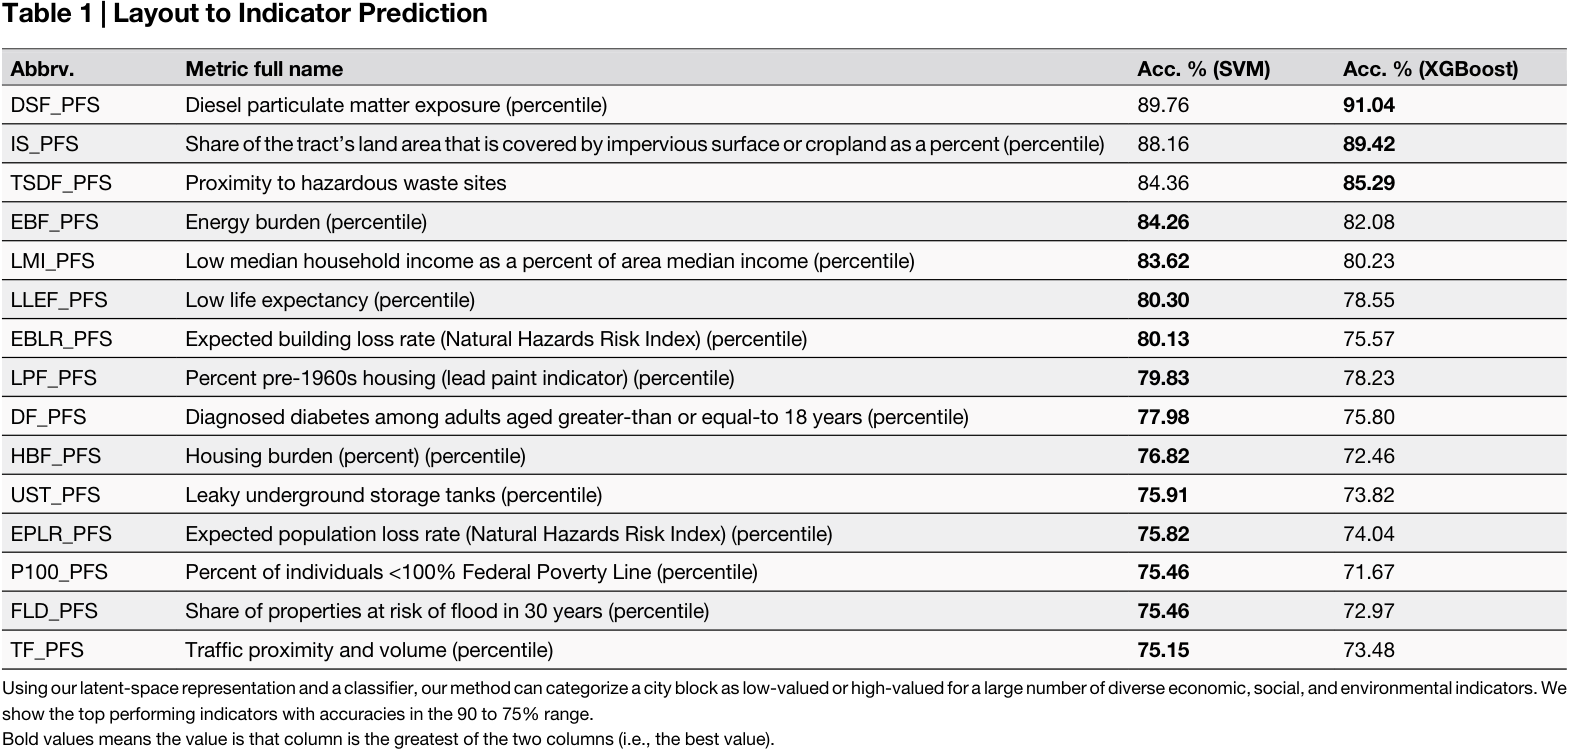 Table 1 | Layout to Indicator Prediction
Abbrv. Metric full name Acc. % (SVM) Acc. % (XGBoost)
DSF_PFS Diesel particulate matter exposure (percentile) 89.76 91.04
IS_PFS Share of the tract's land area that is covered by impervious surface or cropland as a percent (percentile) 88.16 89.42
TSDF_PFS Proximity to hazardous waste sites 84.36 85.29
EBF_PFS Energy burden (percentile) 84.26 82.08
LMI_PFS Low median household income as a percent of area median income (percentile) 83.62 80.23
LLEF_PFS Low life expectancy (percentile) 80.30 78.55
EBLR_PFS Expected building loss rate (Natural Hazards Risk Index) (percentile) 80.13 75.57
LPF_PFS Percent pre-1960s housing (lead paint indicator) (percentile) 79.83 78.23
DF_PFS Diagnosed diabetes among adults aged greater-than or equal-to 18 years (percentile) 77.98 75.80
HBF_PFS Housing burden (percent) (percentile) 76.82 72.46
UST_PFS Leaky underground storage tanks (percentile) 75.91 73.82
EPLR_PFS Expected population loss rate (Natural Hazards Risk Index) (percentile) 75.82 74.04
P100_PFS Percent of individuals <100% Federal Poverty Line (percentile) 75.46 71.67
FLD_PFS Share of properties at risk of flood in 30 years (percentile) 75.46 72.97
TF_PFS Traffic proximity and volume (percentile) 75.15 73.48
Using our latent-space representation and a classifier, our method can categorize a city block as low-valued or high-valued for a large number of diverse economic, social, and environmental indicators. We
show the top performing indicators with accuracies in the 90 to 75% range.
Bold values means the value is that column is the greatest of the two columns (i.e., the best value).